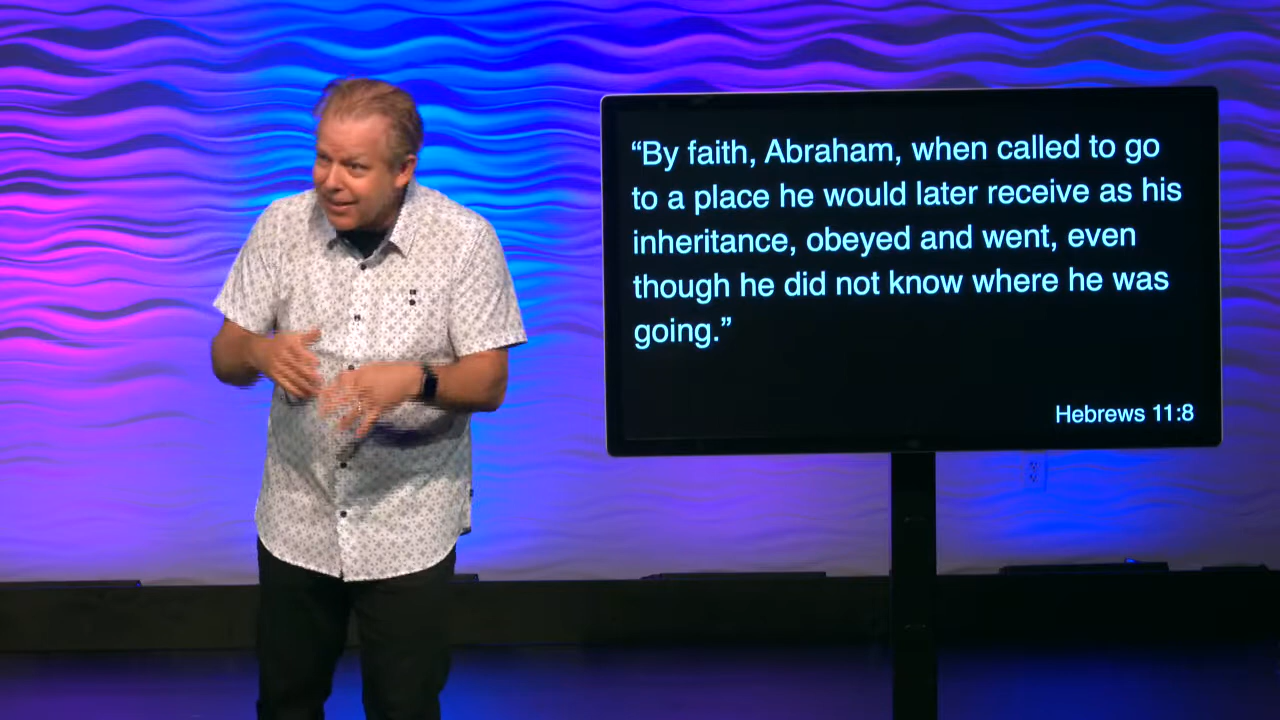 “By faith, Abraham, when called to go
to a place he would later receive as his
inheritance, obeyed and went, even
though he did not know where he was
going.”
Hebrews 11:8